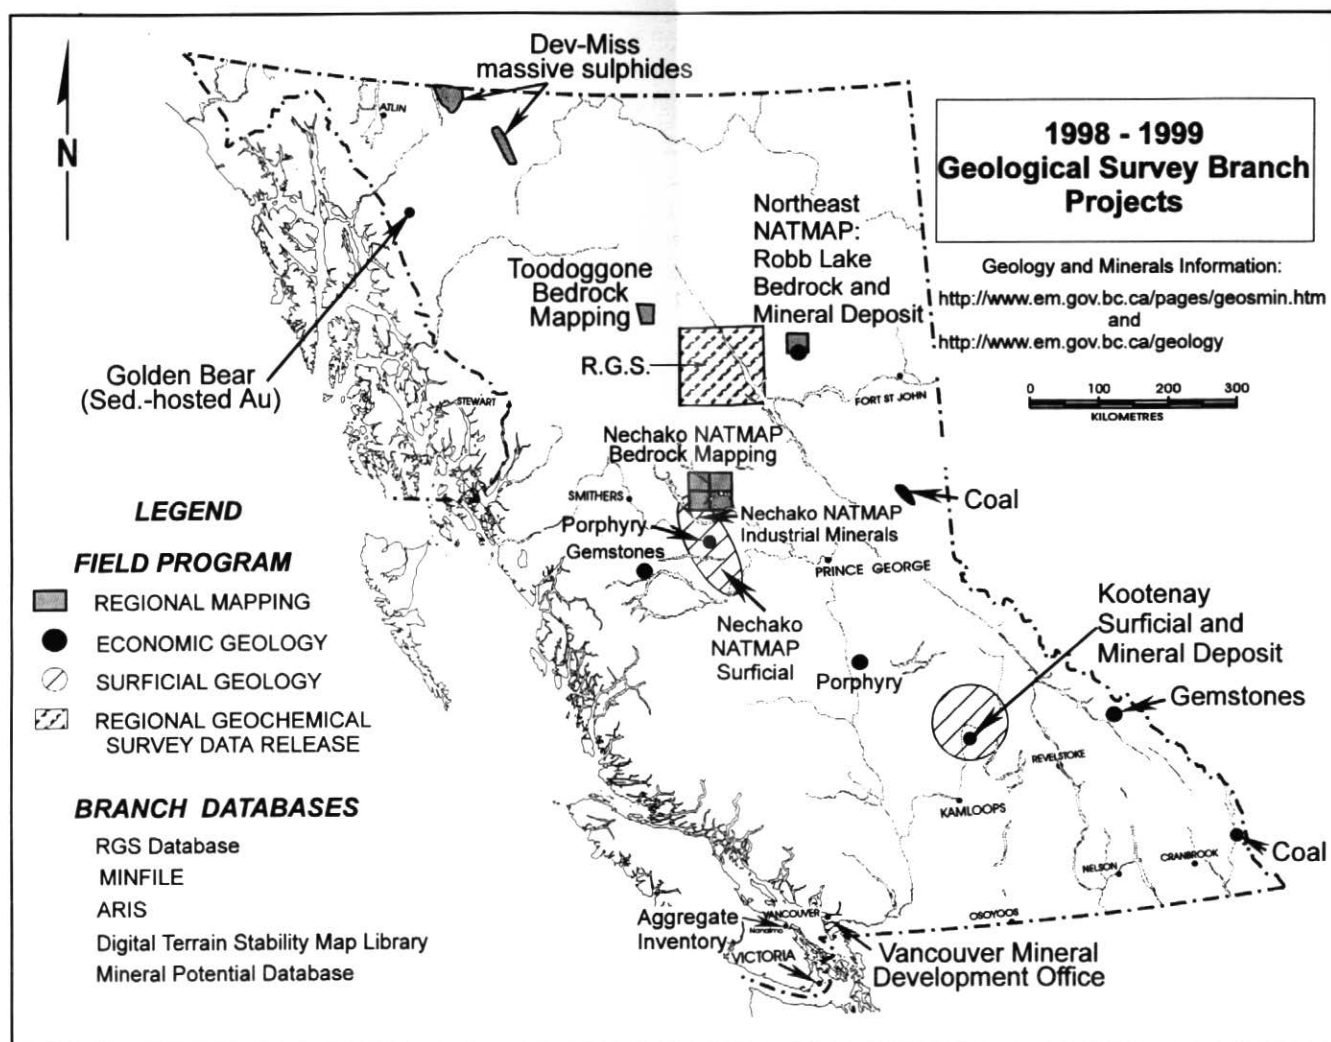 Dev-Miss
massive sulphides
ATLIN
N
1998 - 1999
Geological Survey Branch
Projects
Geology and Minerals Information:
http://www.em.gov.bc.ca/pages/geosmin.htm
and
http://www.em.gov.bc.ca/geology
0 100 200 300
KILOMETRES
Northeast
NATMAP:
Robb Lake
Bedrock and
Mineral Deposit
Toodoggone
Bedrock
Mapping
R.G.S.
Golden Bear
(Sed.-hosted Au)
STEWART
FORT ST JOHN
Nechako NATMAP
Bedrock Mapping
SMITHERS
Coal
Nechako NATMAP
Industrial Minerals
Porphyry
Gemstones
PRINCE GEORGE
Nechako
NATMAP
Surficial
Kootenay
Surficial and
Mineral Deposit
Porphyry
Gemstones
REVELSTOKE
KAMLOOPS
NELSON
CRANBROOK
Coal
OSOYOOS
VANCOUVER
Aggregate
Inventory
Nanaimo
VICTORIA
Vancouver Mineral
Development Office
LEGEND
FIELD PROGRAM
REGIONAL MAPPING
ECONOMIC GEOLOGY
SURFICIAL GEOLOGY
REGIONAL GEOCHEMICAL
SURVEY DATA RELEASE
BRANCH DATABASES
RGS Database
MINFILE
ARIS
Digital Terrain Stability Map Library
Mineral Potential Database